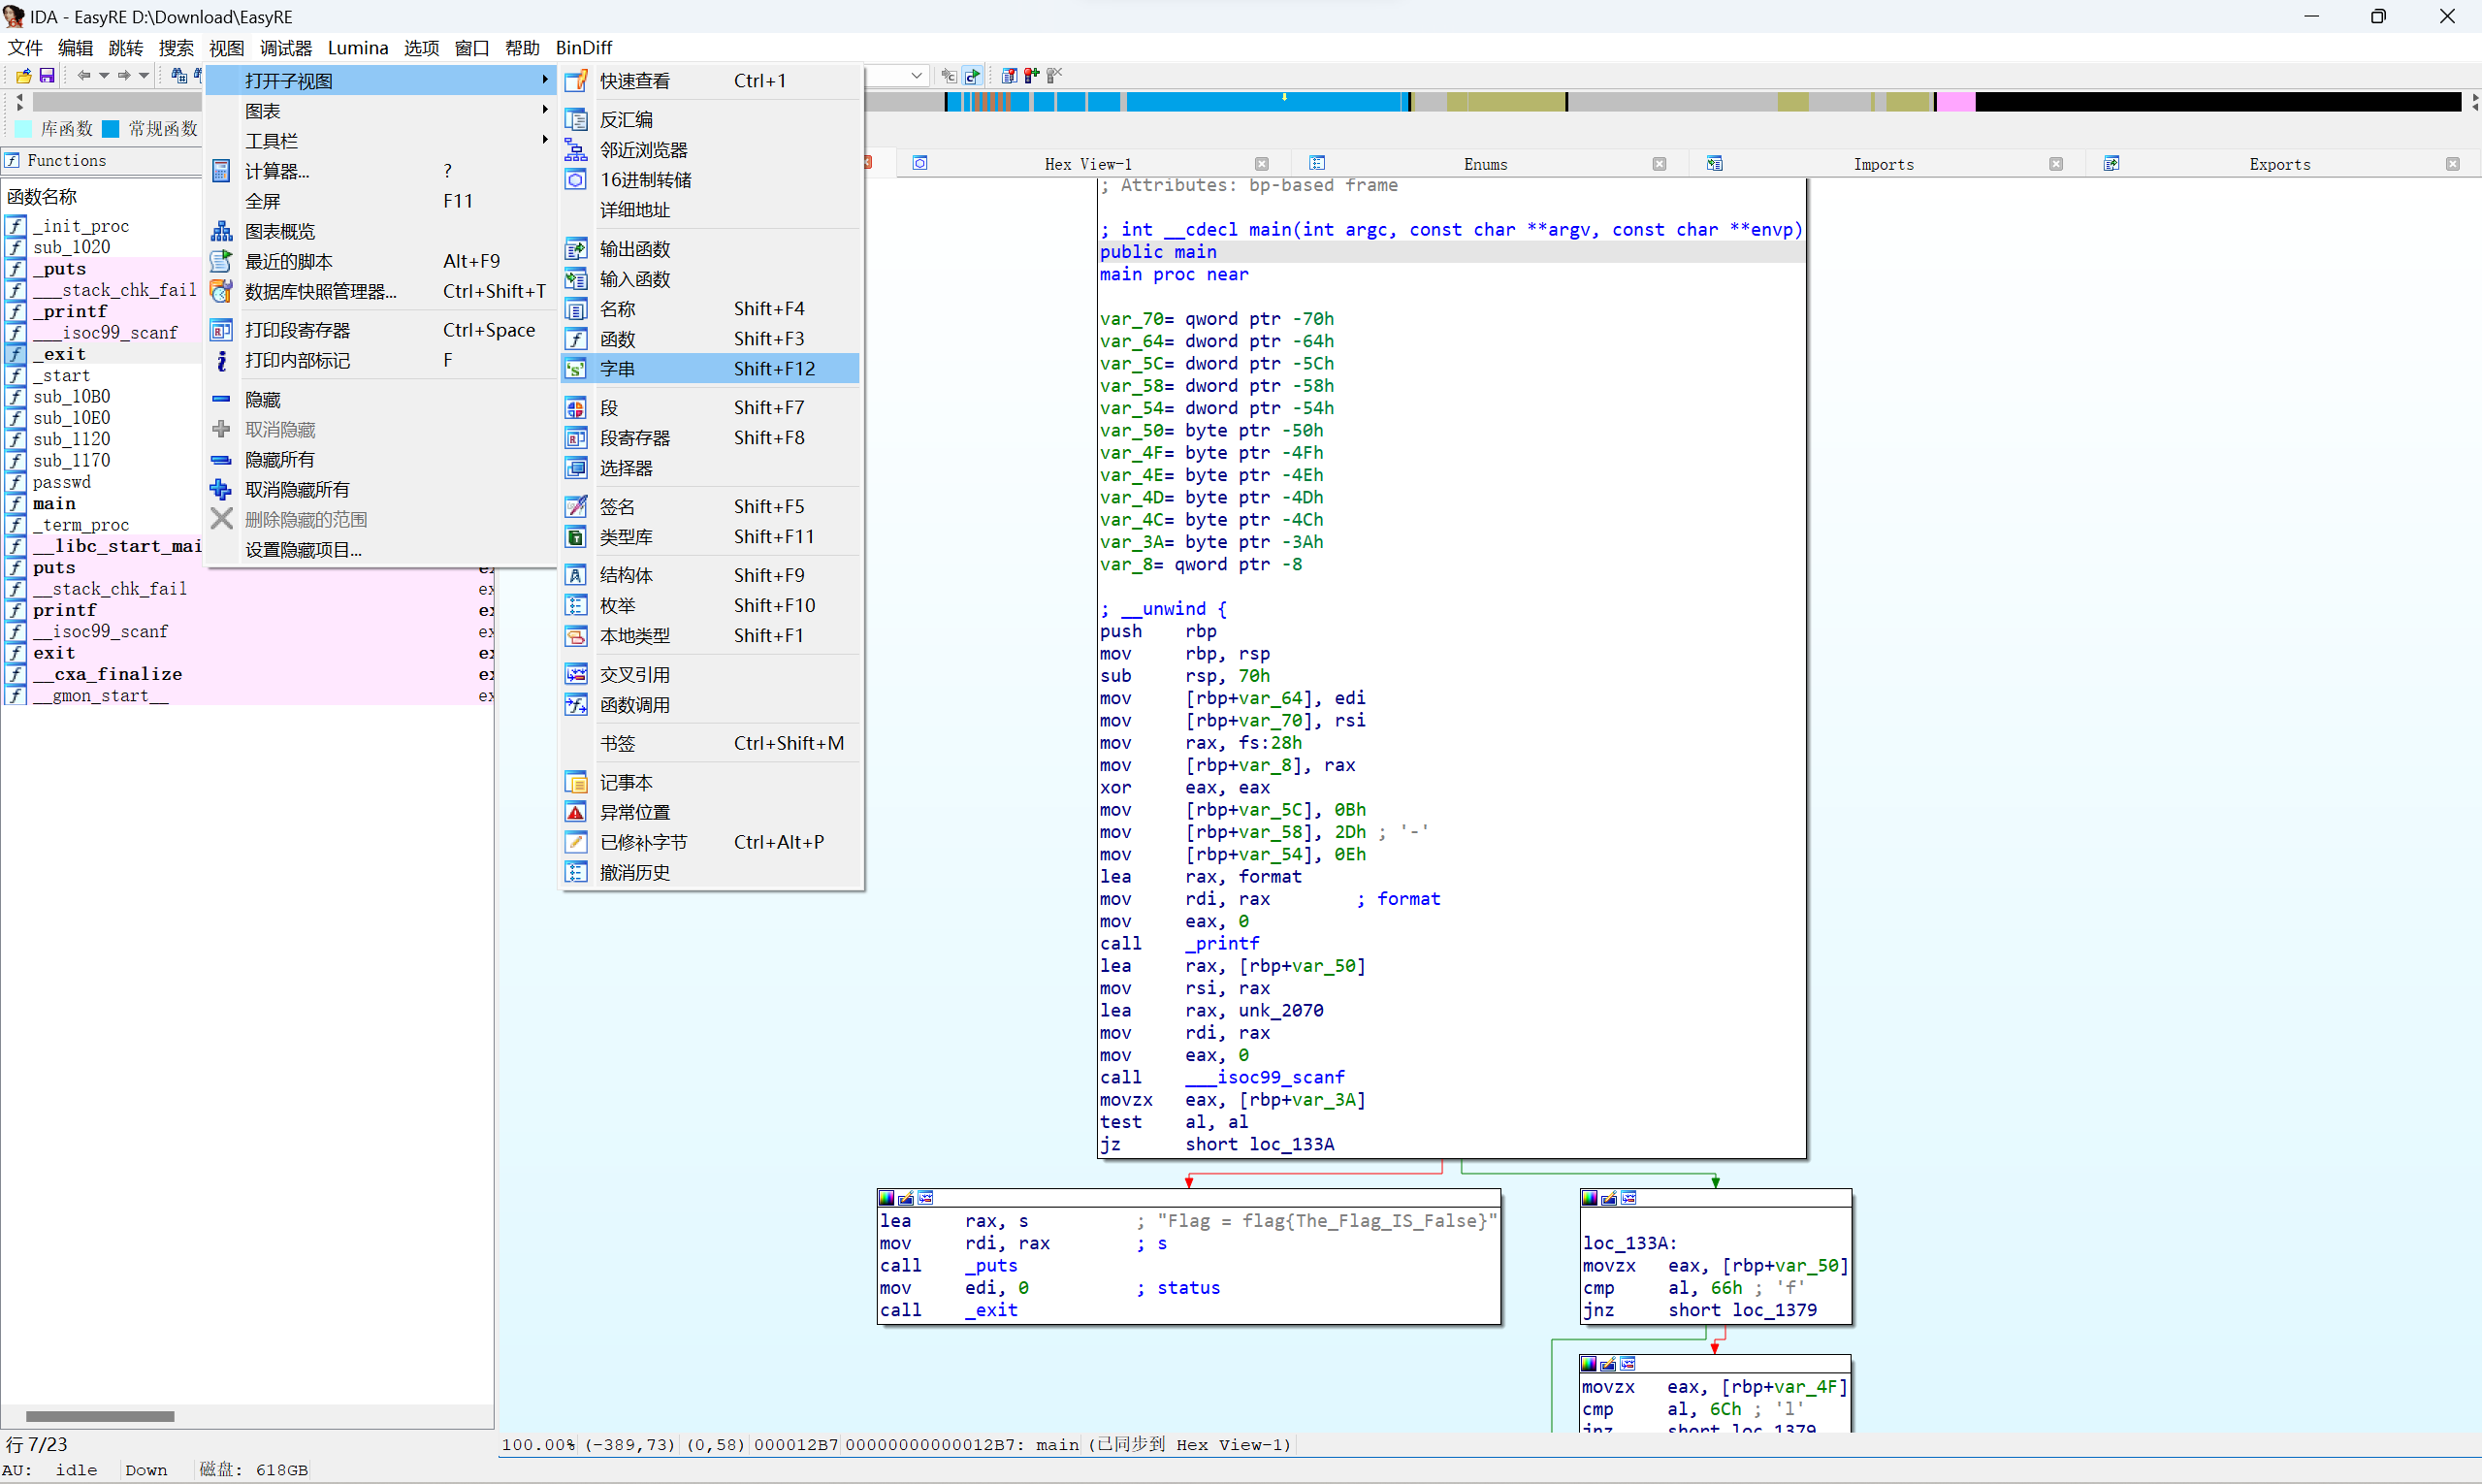 IDA - EasyRE D:\Download\EasyRE
文件 编辑 跳转 搜索 视图 调试器 Lumina 选项 窗口 帮助 BinDiff
库函数 常规函数
Functions
函数名称
_init_proc
sub_1020
_puts
___stack_chk_fail
_printf
___isoc99_scanf
_exit
_start
sub_10B0
sub_10E0
sub_1120
sub_1170
passwd
main
_term_proc
__libc_start_mai
puts
__stack_chk_fail
printf
__isoc99_scanf
exit
__cxa_finalize
__gmon_start__
行 7/23
打开子视图
图表
工具栏
计算器... ?
全屏 F11
图表概览
最近的脚本 Alt+F9
数据库快照管理器... Ctrl+Shift+T
打印段寄存器 Ctrl+Space
打印内部标记 F
隐藏
取消隐藏
隐藏所有
取消隐藏所有
删除隐藏的范围
设置隐藏项目...
快速查看 Ctrl+1
反汇编
邻近浏览器
16进制转储
详细地址
输出函数
输入函数
名称 Shift+F4
函数 Shift+F3
字串 Shift+F12
段 Shift+F7
段寄存器 Shift+F8
选择器
签名 Shift+F5
类型库 Shift+F11
结构体 Shift+F9
枚举 Shift+F10
本地类型 Shift+F1
交叉引用
函数调用
书签 Ctrl+Shift+M
记事本
异常位置
已修补字节 Ctrl+Alt+P
撤消历史
Hex View-1 Enums Imports Exports
; Attributes: bp-based frame
; int __cdecl main(int argc, const char **argv, const char **envp)
public main
main proc near
var_70= qword ptr -70h
var_64= dword ptr -64h
var_5C= dword ptr -5Ch
var_58= dword ptr -58h
var_54= dword ptr -54h
var_50= byte ptr -50h
var_4F= byte ptr -4Fh
var_4E= byte ptr -4Eh
var_4D= byte ptr -4Dh
var_4C= byte ptr -4Ch
var_3A= byte ptr -3Ah
var_8= qword ptr -8
; __unwind {
push rbp
mov rbp, rsp
sub rsp, 70h
mov [rbp+var_64], edi
mov [rbp+var_70], rsi
mov rax, fs:28h
mov [rbp+var_8], rax
xor eax, eax
mov [rbp+var_5C], 0Bh
mov [rbp+var_58], 2Dh ; '-'
mov [rbp+var_54], 0Eh
lea rax, format
mov rdi, rax ; format
mov eax, 0
call _printf
lea rax, [rbp+var_50]
mov rsi, rax
lea rax, unk_2070
mov rdi, rax
mov eax, 0
call ___isoc99_scanf
movzx eax, [rbp+var_3A]
test al, al
jz short loc_133A
lea rax, s ; "Flag = flag{The_Flag_IS_False}"
mov rdi, rax ; s
call _puts
mov edi, 0 ; status
call _exit
loc_133A:
movzx eax, [rbp+var_50]
cmp al, 66h ; 'f'
jnz short loc_1379
movzx eax, [rbp+var_4F]
cmp al, 6Ch ; 'l'
jnz short loc_1379
100.00% (-389,73) (0,58) 000012B7 00000000000012B7: main (已同步到 Hex View-1)
AU: idle Down 磁盘: 618GB